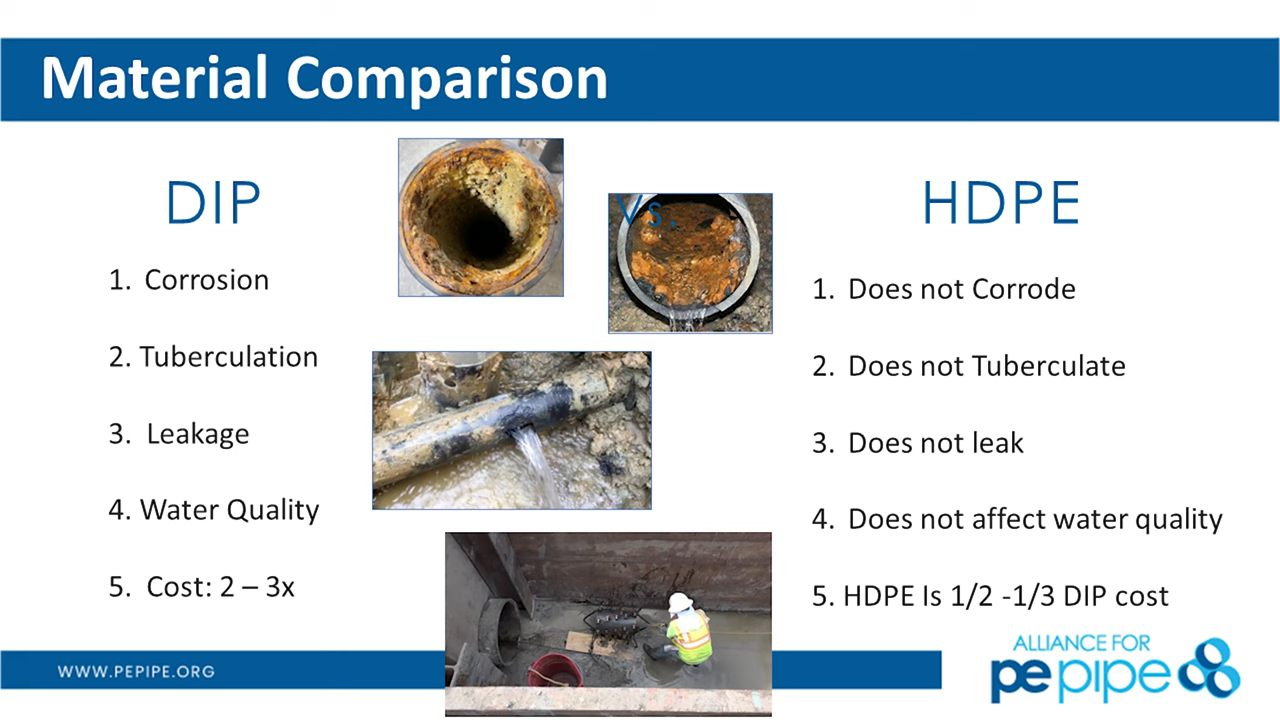 Material Comparison
DIP
Vs.
HDPE
1. Corrosion
2. Tuberculation
3. Leakage
4. Water Quality
5. Cost: 2 – 3x
1. Does not Corrode
2. Does not Tuberculate
3. Does not leak
4. Does not affect water quality
5. HDPE Is 1/2 -1/3 DIP cost
WWW.PEPIPE.ORG
ALLIANCE FOR
pepipe